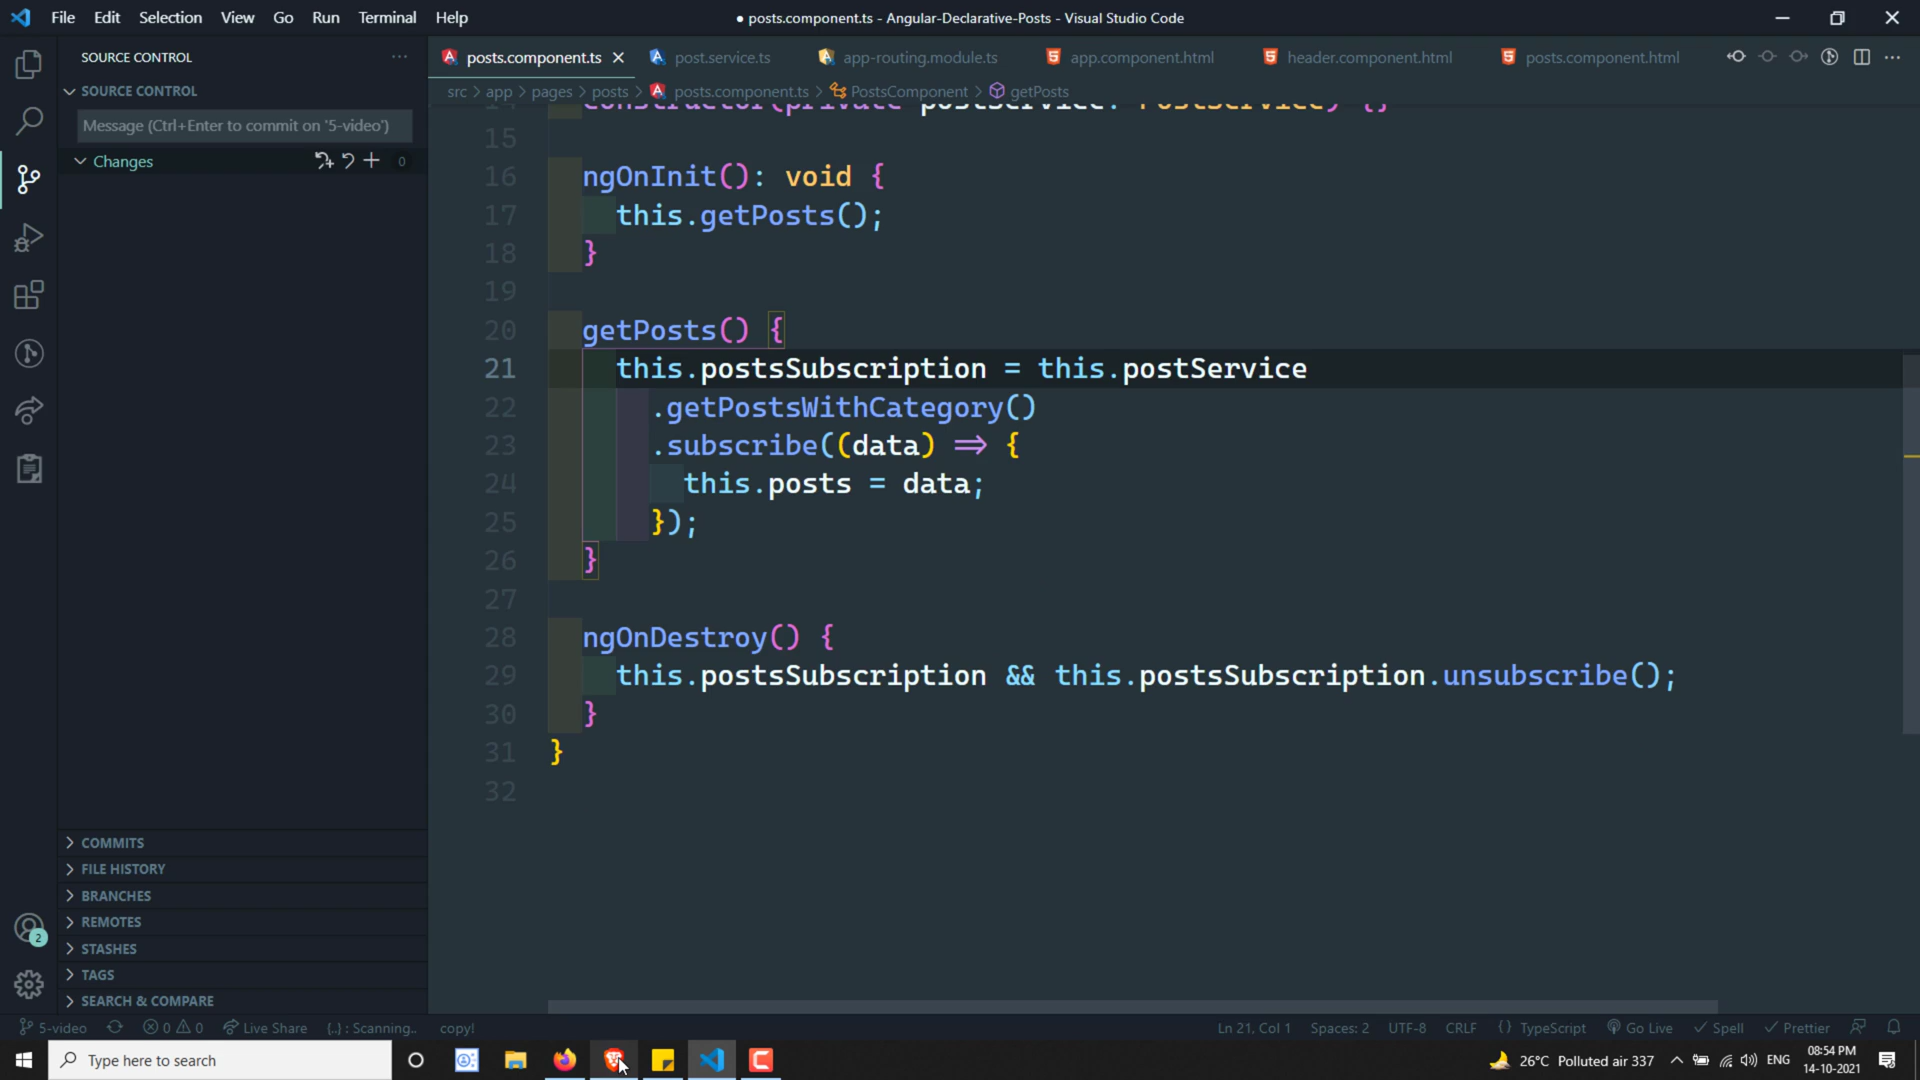 File Edit Selection View Go Run Terminal Help
● posts.component.ts - Angular-Declarative-Posts - Visual Studio Code
SOURCE CONTROL
posts.component.ts
post.service.ts
app-routing.module.ts
app.component.html
header.component.html
posts.component.html
src > app > pages > posts > posts.component.ts > PostsComponent > getPosts
SOURCE CONTROL
Message (Ctrl+Enter to commit on '5-video')
Changes 0
14 constructor(private postService: PostService) {}
15
16 ngOnInit(): void {
17 this.getPosts();
18 }
19
20 getPosts() {
21 this.postsSubscription = this.postService
22 .getPostsWithCategory()
23 .subscribe((data) => {
24 this.posts = data;
25 });
26 }
27
28 ngOnDestroy() {
29 this.postsSubscription && this.postsSubscription.unsubscribe();
30 }
31 }
32
COMMITS
FILE HISTORY
BRANCHES
REMOTES
STASHES
TAGS
SEARCH & COMPARE
2
5-video 0 0 Live Share {..} : Scanning.. copy! Ln 21, Col 1 Spaces: 2 UTF-8 CRLF {} TypeScript Go Live Spell Prettier
Type here to search
26°C Polluted air 337 ENG
08:54 PM
14-10-2021